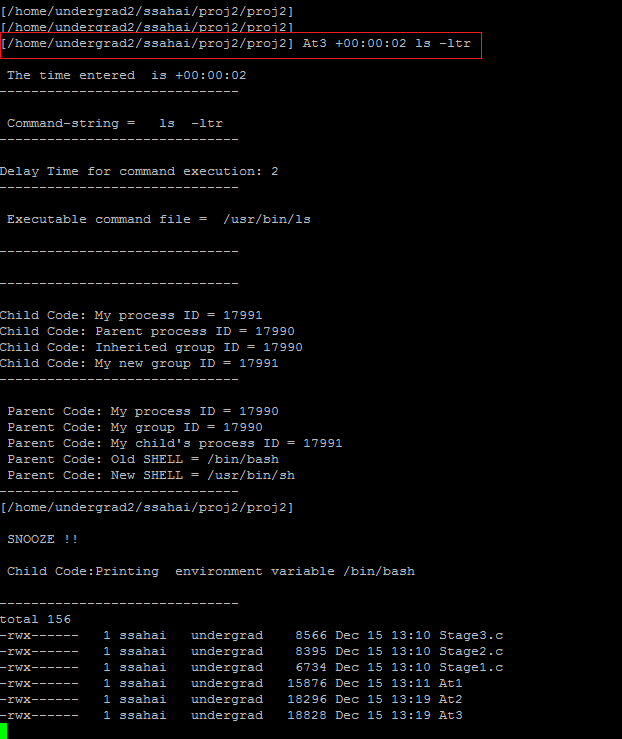 [/home/undergrad2/ssahai/proj2/proj2]
[/home/undergrad2/ssahai/proj2/proj2]
[/home/undergrad2/ssahai/proj2/proj2] At3 +00:00:02 ls -ltr
The time entered  is +00:00:02
------------------------------
Command-string =   ls  -ltr
------------------------------
Delay Time for command execution: 2
------------------------------
Executable command file =  /usr/bin/ls
------------------------------
------------------------------
Child Code: My process ID = 17991
Child Code: Parent process ID = 17990
Child Code: Inherited group ID = 17990
Child Code: My new group ID = 17991
------------------------------
Parent Code: My process ID = 17990
Parent Code: My group ID = 17990
Parent Code: My child's process ID = 17991
Parent Code: Old SHELL = /bin/bash
Parent Code: New SHELL = /usr/bin/sh
------------------------------
[/home/undergrad2/ssahai/proj2/proj2]
SNOOZE !!
Child Code:Printing  environment variable /bin/bash
------------------------------
total 156
-rwx------   1 ssahai   undergrad    8566 Dec 15 13:10 Stage3.c
-rwx------   1 ssahai   undergrad    8395 Dec 15 13:10 Stage2.c
-rwx------   1 ssahai   undergrad    6734 Dec 15 13:10 Stage1.c
-rwx------   1 ssahai   undergrad   15876 Dec 15 13:11 At1
-rwx------   1 ssahai   undergrad   18296 Dec 15 13:19 At2
-rwx------   1 ssahai   undergrad   18828 Dec 15 13:19 At3